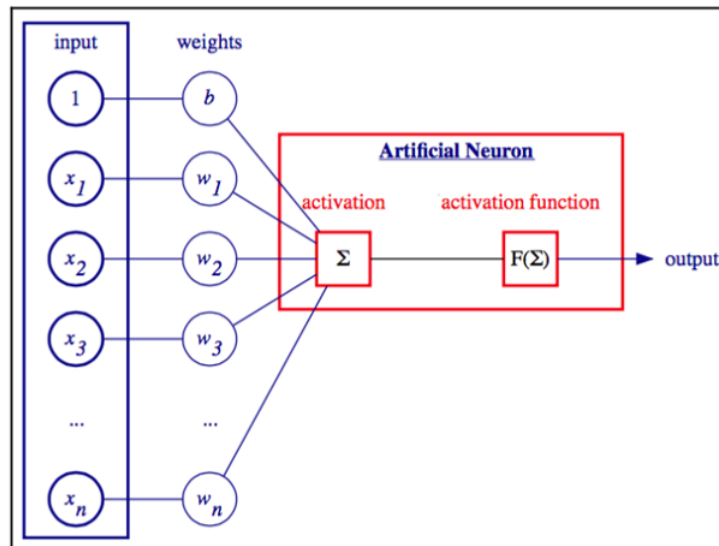 input weights
1 b
Artificial Neuron
x1 w1 activation activation function
x2 w2 Σ F(Σ) output
x3 w3
... ...
xn wn